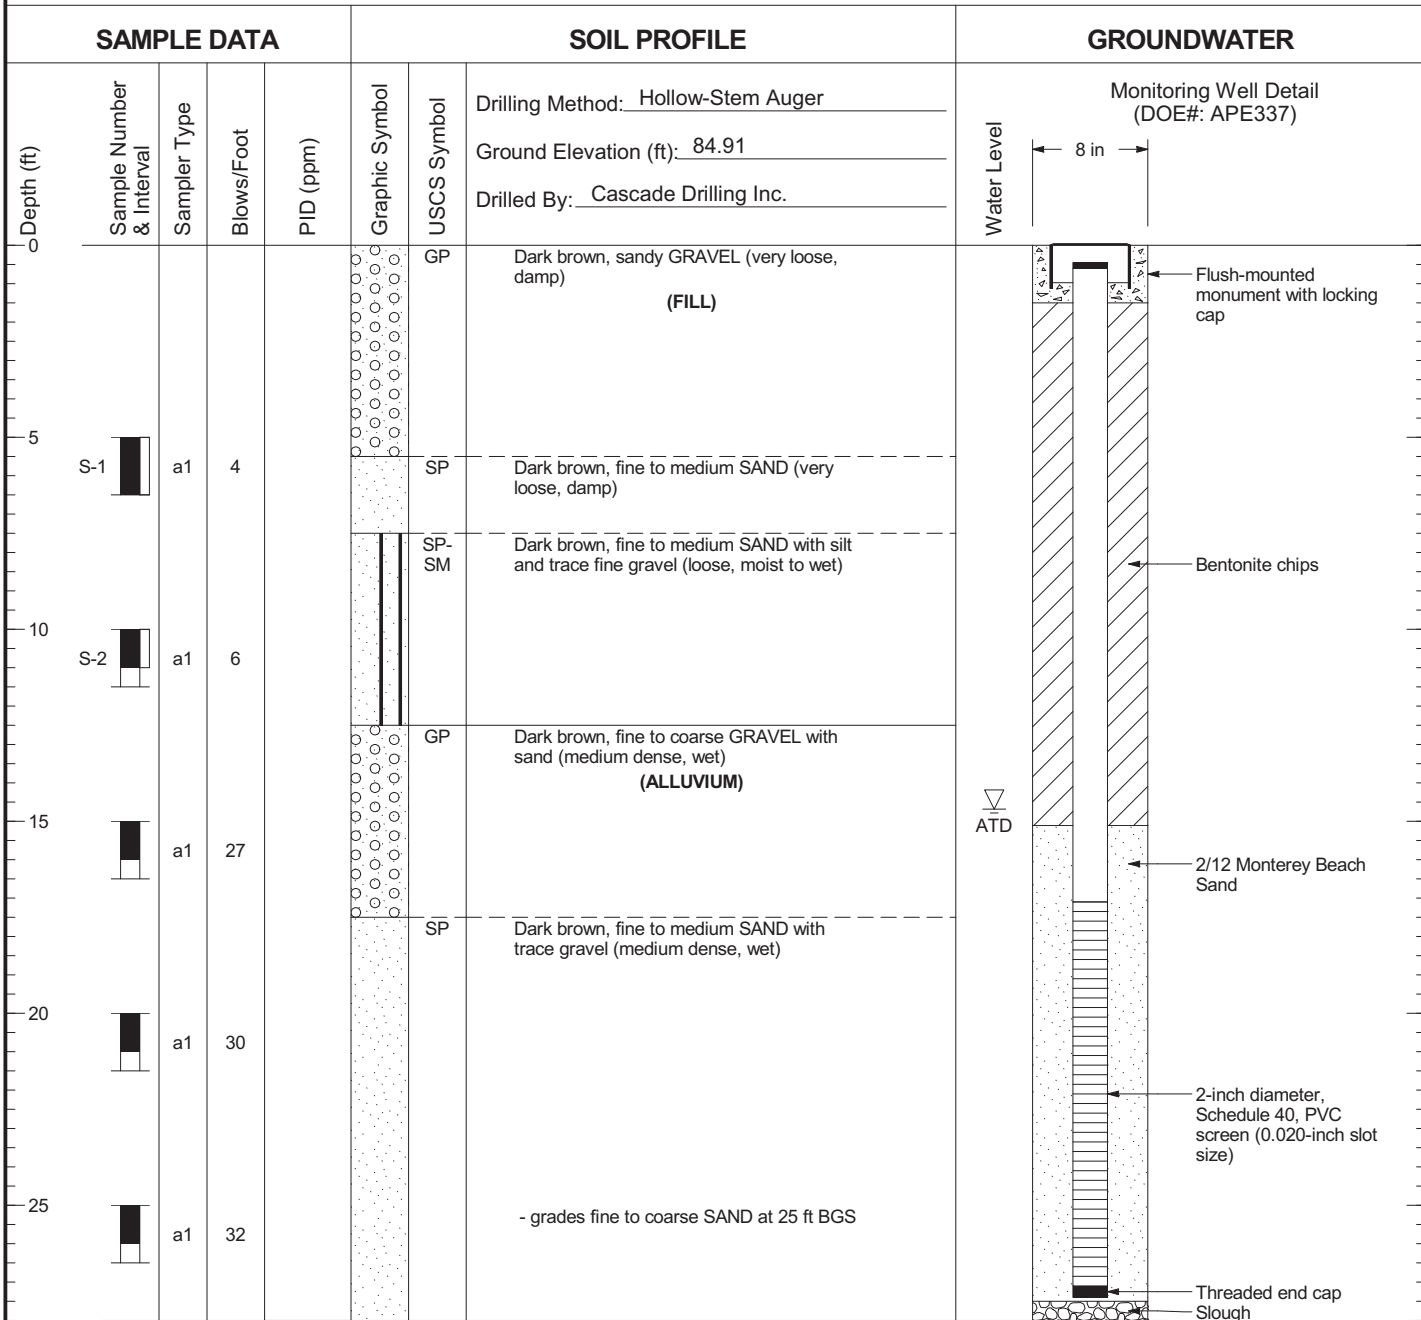 SAMPLE DATA
SOIL PROFILE
GROUNDWATER
Depth (ft)
Sample Number
& Interval
Sampler Type
Blows/Foot
PID (ppm)
Graphic Symbol
USCS Symbol
Drilling Method: Hollow-Stem Auger
Ground Elevation (ft): 84.91
Drilled By: Cascade Drilling Inc.
Water Level
Monitoring Well Detail
(DOE#: APE337)
8 in
0
GP
Dark brown, sandy GRAVEL (very loose,
damp)
(FILL)
Flush-mounted
monument with locking
cap
5
S-1
a1
4
SP
Dark brown, fine to medium SAND (very
loose, damp)
SP-
SM
Dark brown, fine to medium SAND with silt
and trace fine gravel (loose, moist to wet)
Bentonite chips
10
S-2
a1
6
GP
Dark brown, fine to coarse GRAVEL with
sand (medium dense, wet)
(ALLUVIUM)
ATD
15
a1
27
2/12 Monterey Beach
Sand
SP
Dark brown, fine to medium SAND with
trace gravel (medium dense, wet)
20
a1
30
2-inch diameter,
Schedule 40, PVC
screen (0.020-inch slot
size)
25
a1
32
- grades fine to coarse SAND at 25 ft BGS
Threaded end cap
Slough